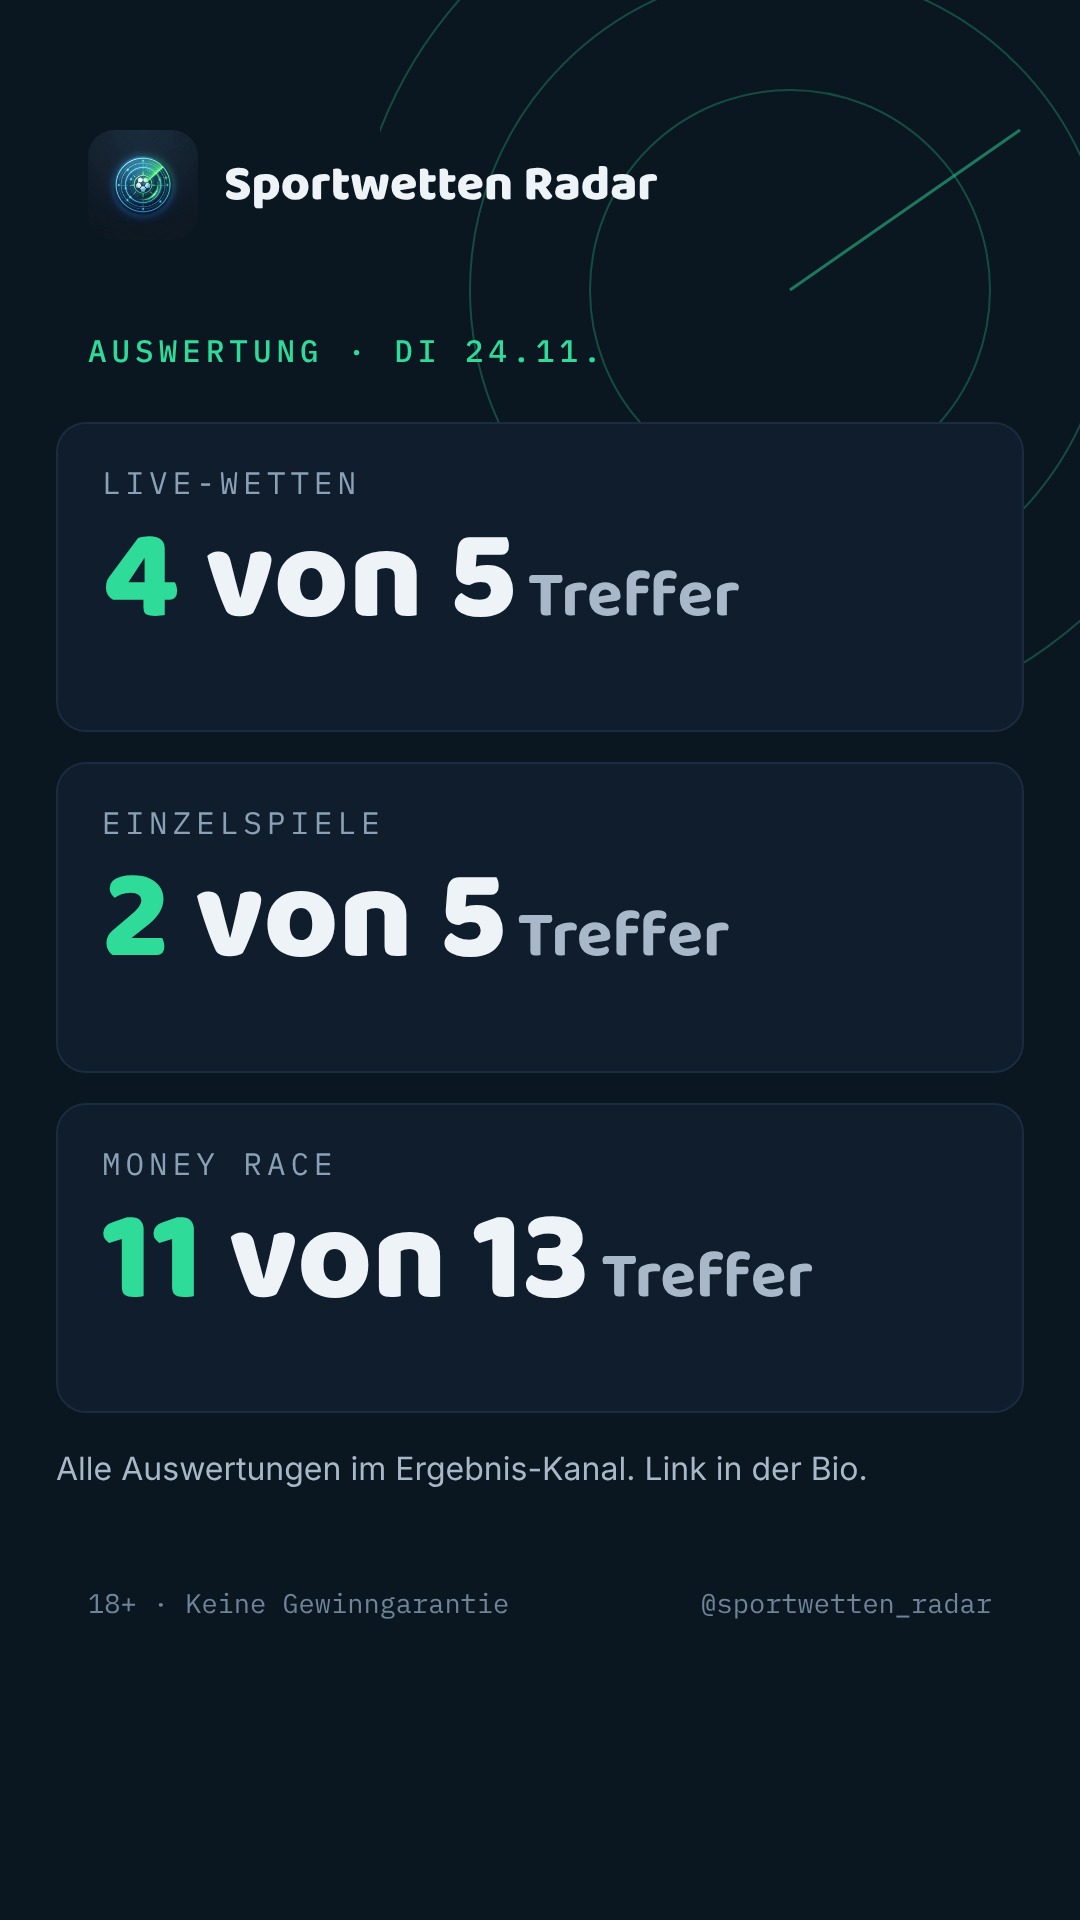 Sportwetten Radar
AUSWERTUNG · DI 24.11.
LIVE-WETTEN
4 von 5 Treffer
EINZELSPIELE
2 von 5 Treffer
MONEY RACE
11 von 13 Treffer
Alle Auswertungen im Ergebnis-Kanal. Link in der Bio.
18+ · Keine Gewinngarantie @sportwetten_radar